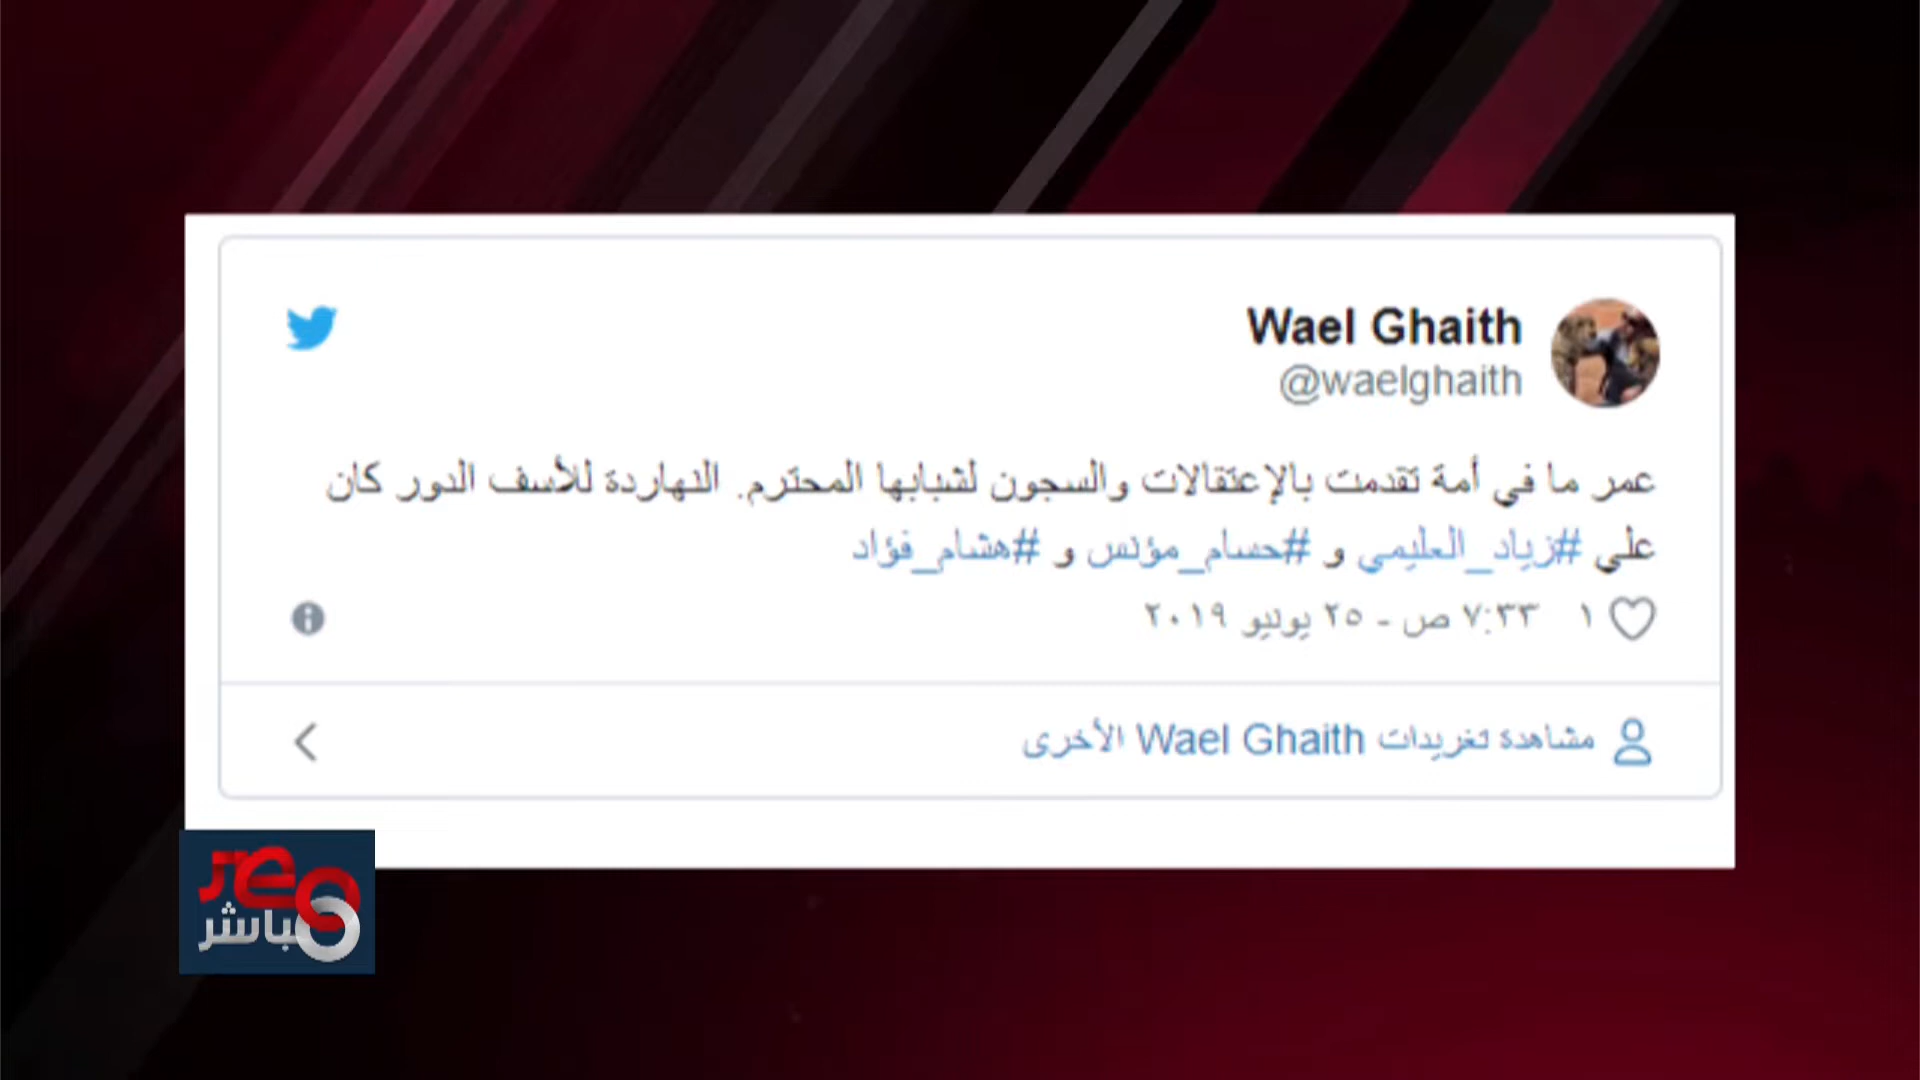 Wael Ghaith
@waelghaith
عمر ما في أمة تقدمت بالإعتقالات والسجون لشبابها المحترم. النهاردة للأسف الدور كان
علي #زياد_العليمي و #حسام_مؤنس و #هشام_فؤاد
١ ٧:٣٣ ص - ٢٥ يونيو ٢٠١٩
مشاهدة تغريدات Wael Ghaith الأخرى
مصر
مباشر